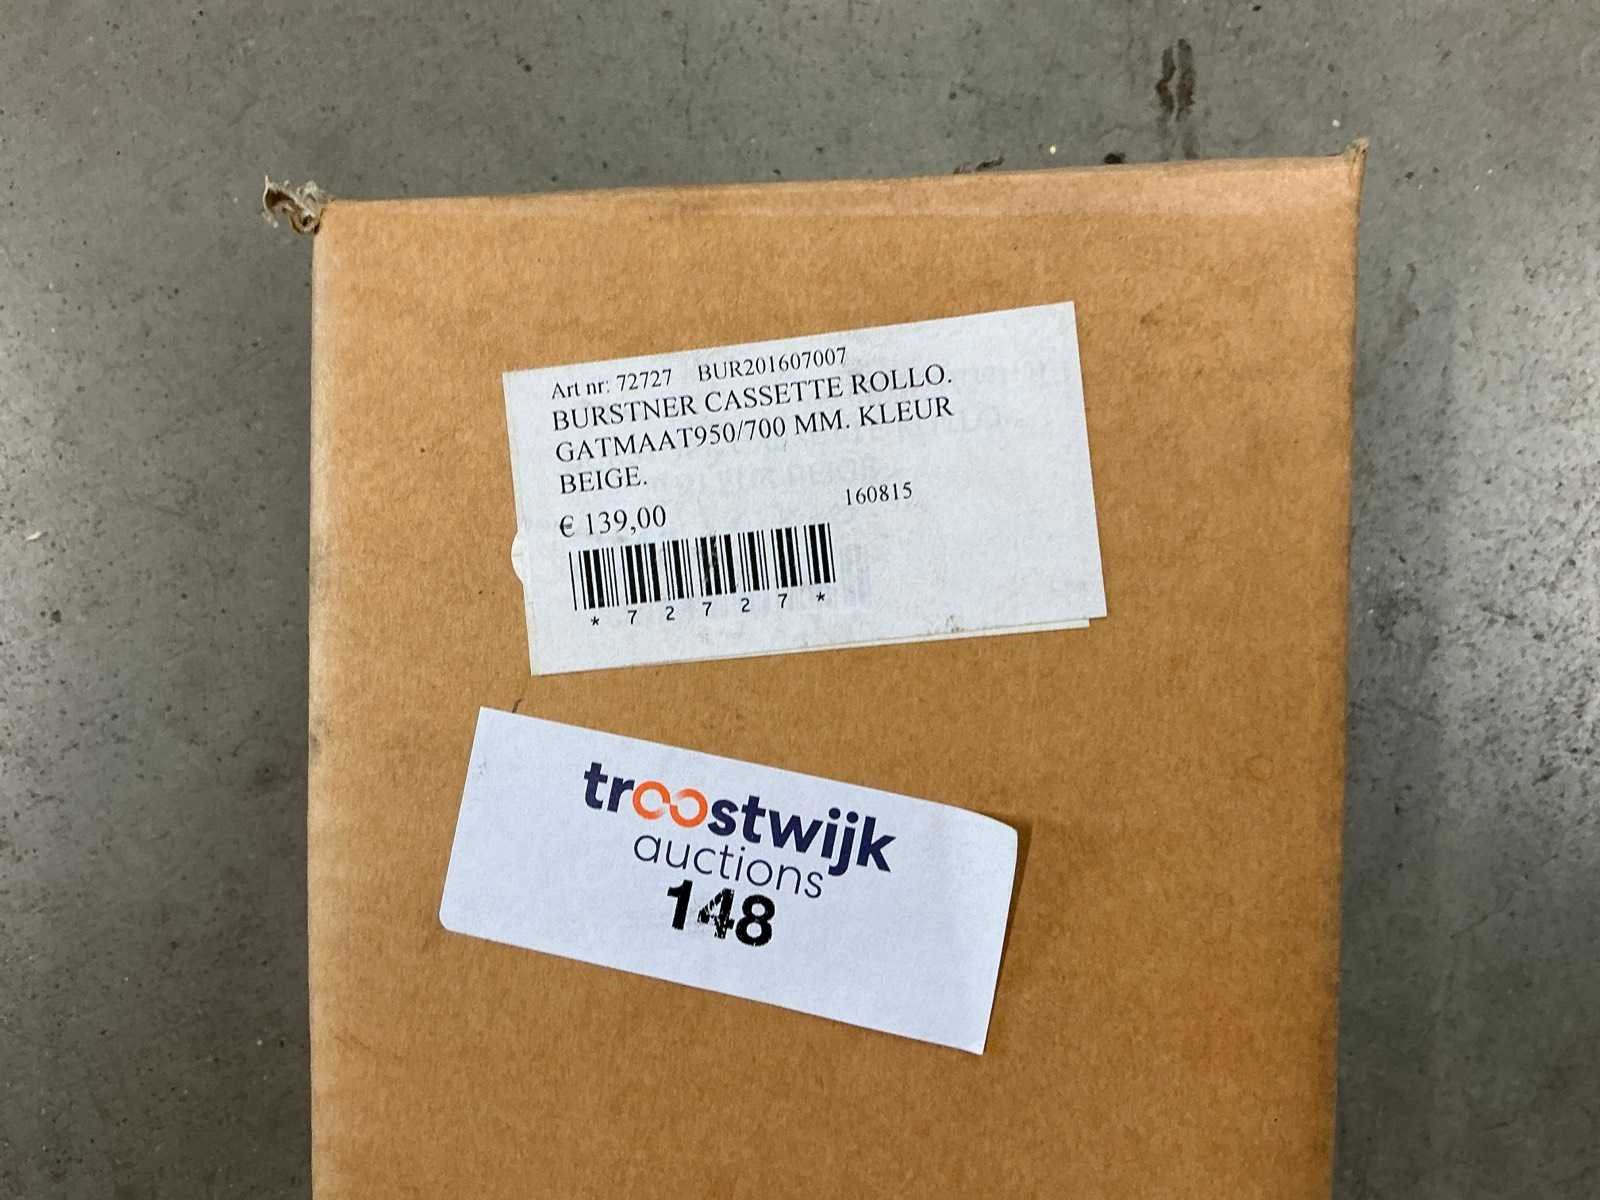 Art nr: 72727 BUR201607007
BURSTNER CASSETTE ROLLO.
GATMAAT950/700 MM. KLEUR
BEIGE.
€ 139,00 160815
* 7 2 7 2 7 *
troostwijk
auctions
148